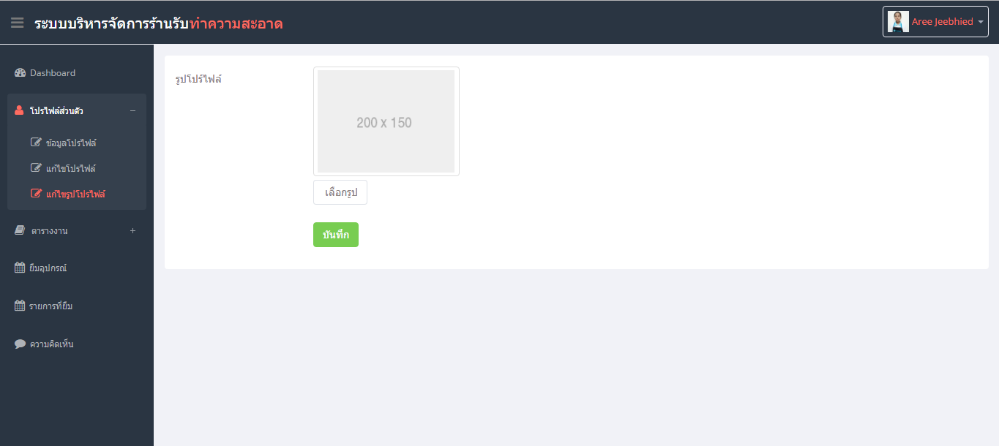 ระบบบริหารจัดการร้านรับทำความสะอาด
Aree Jeebhied
Dashboard
โปรไฟล์ส่วนตัว
ข้อมูลโปรไฟล์
แก้ไขโปรไฟล์
แก้ไขรูปโปรไฟล์
ตารางงาน
ยืมอุปกรณ์
รายการที่ยืม
ความคิดเห็น
รูปโปร์ไฟล์
200 x 150
เลือกรูป
บันทึก